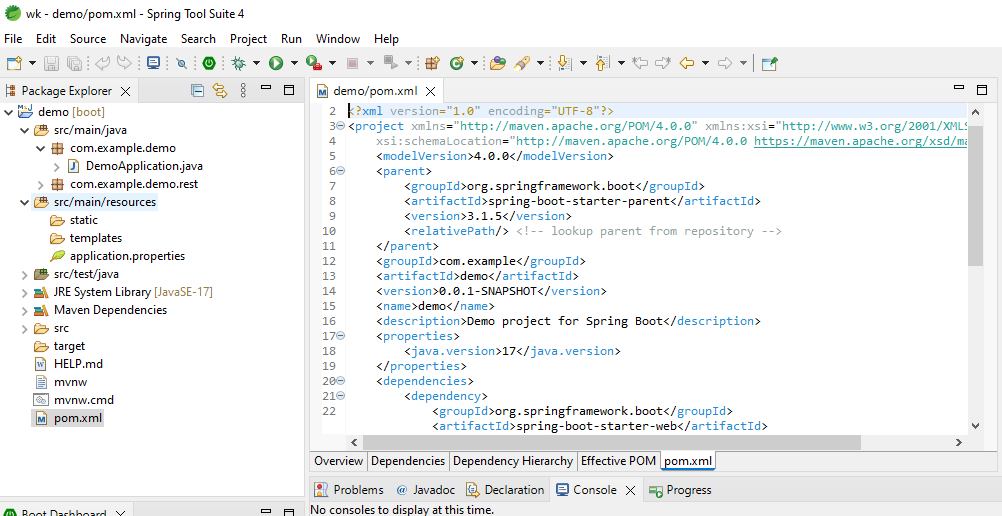 wk - demo/pom.xml - Spring Tool Suite 4
File Edit Source Navigate Search Project Run Window Help
Package Explorer
demo [boot]
src/main/java
com.example.demo
DemoApplication.java
com.example.demo.rest
src/main/resources
static
templates
application.properties
src/test/java
JRE System Library [JavaSE-17]
Maven Dependencies
src
target
HELP.md
mvnw
mvnw.cmd
pom.xml
Boot Dashboard
demo/pom.xml
2 <?xml version="1.0" encoding="UTF-8"?>
3 <project xmlns="http://maven.apache.org/POM/4.0.0" xmlns:xsi="http://www.w3.org/2001/XMLS
4 xsi:schemaLocation="http://maven.apache.org/POM/4.0.0 https://maven.apache.org/xsd/ma
5 <modelVersion>4.0.0</modelVersion>
6 <parent>
7 <groupId>org.springframework.boot</groupId>
8 <artifactId>spring-boot-starter-parent</artifactId>
9 <version>3.1.5</version>
10 <relativePath/> <!-- lookup parent from repository -->
11 </parent>
12 <groupId>com.example</groupId>
13 <artifactId>demo</artifactId>
14 <version>0.0.1-SNAPSHOT</version>
15 <name>demo</name>
16 <description>Demo project for Spring Boot</description>
17 <properties>
18 <java.version>17</java.version>
19 </properties>
20 <dependencies>
21 <dependency>
22 <groupId>org.springframework.boot</groupId>
<artifactId>spring-boot-starter-web</artifactId>
Overview Dependencies Dependency Hierarchy Effective POM pom.xml
Problems Javadoc Declaration Console Progress
No consoles to display at this time.